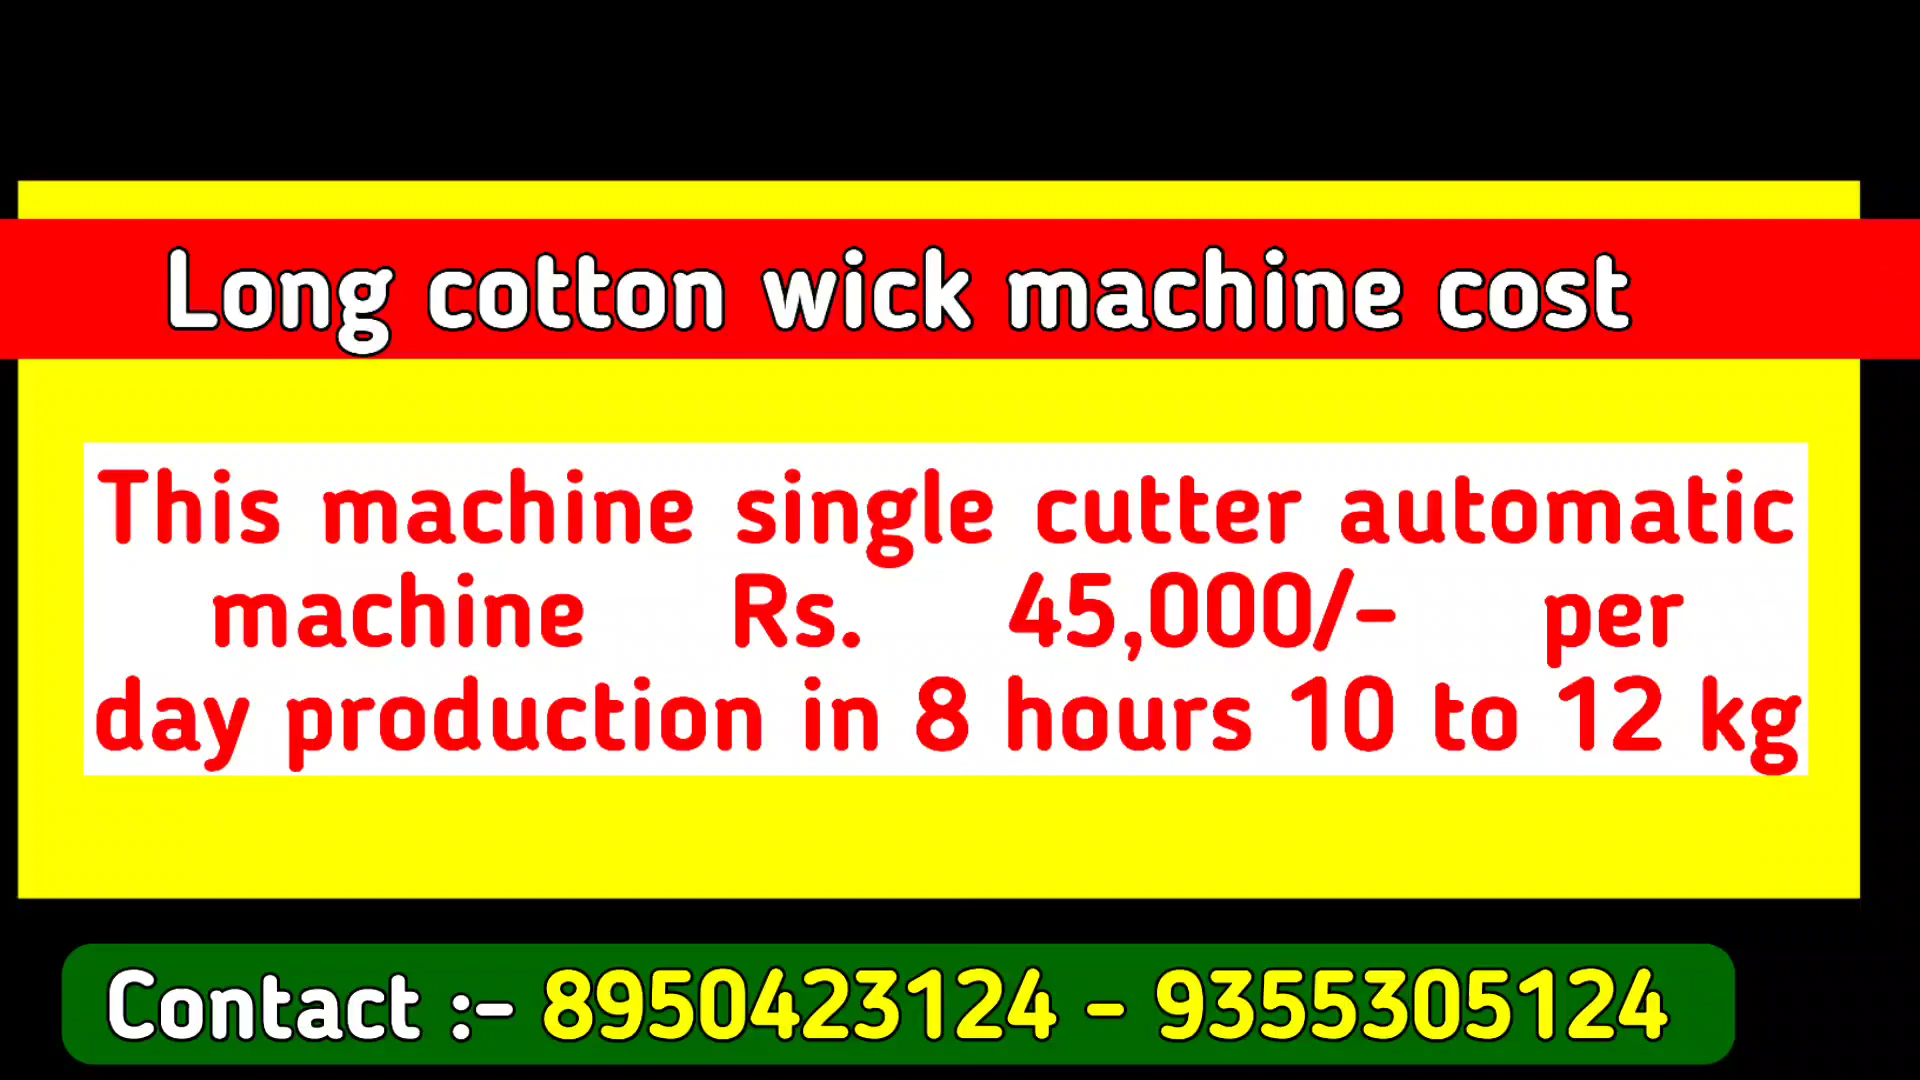 Long cotton wick machine cost
This machine single cutter automatic
machine Rs. 45,000/- per
day production in 8 hours 10 to 12 kg
Contact :- 8950423124 - 9355305124